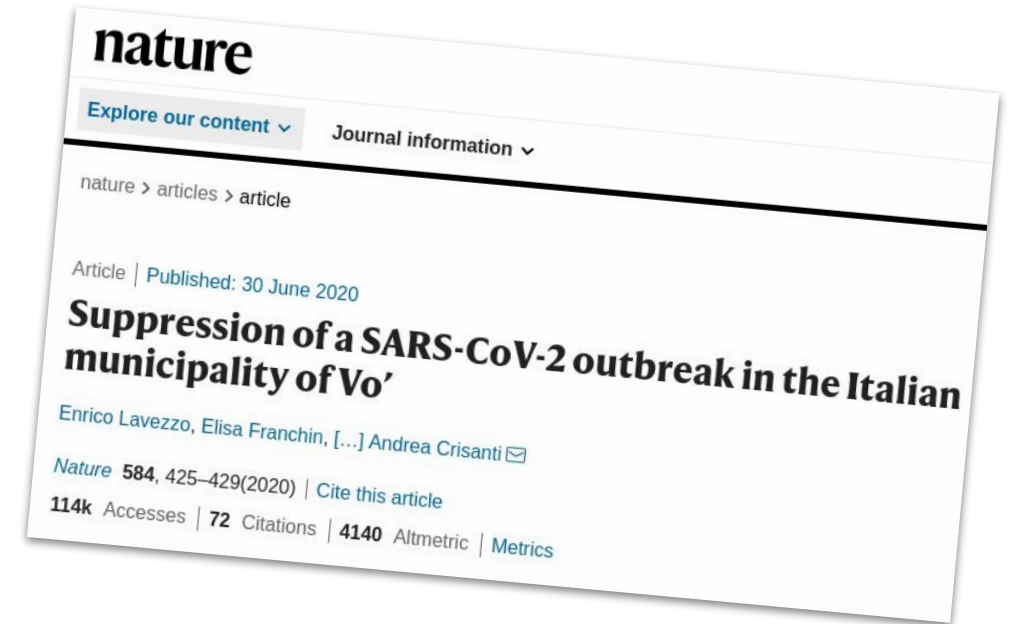 nature
Explore our content Journal information
nature > articles > article
Article | Published: 30 June 2020
Suppression of a SARS-CoV-2 outbreak in the Italian
municipality of Vo’
Enrico Lavezzo, Elisa Franchin, […] Andrea Crisanti
Nature 584, 425–429(2020) | Cite this article
114k Accesses | 72 Citations | 4140 Altmetric | Metrics